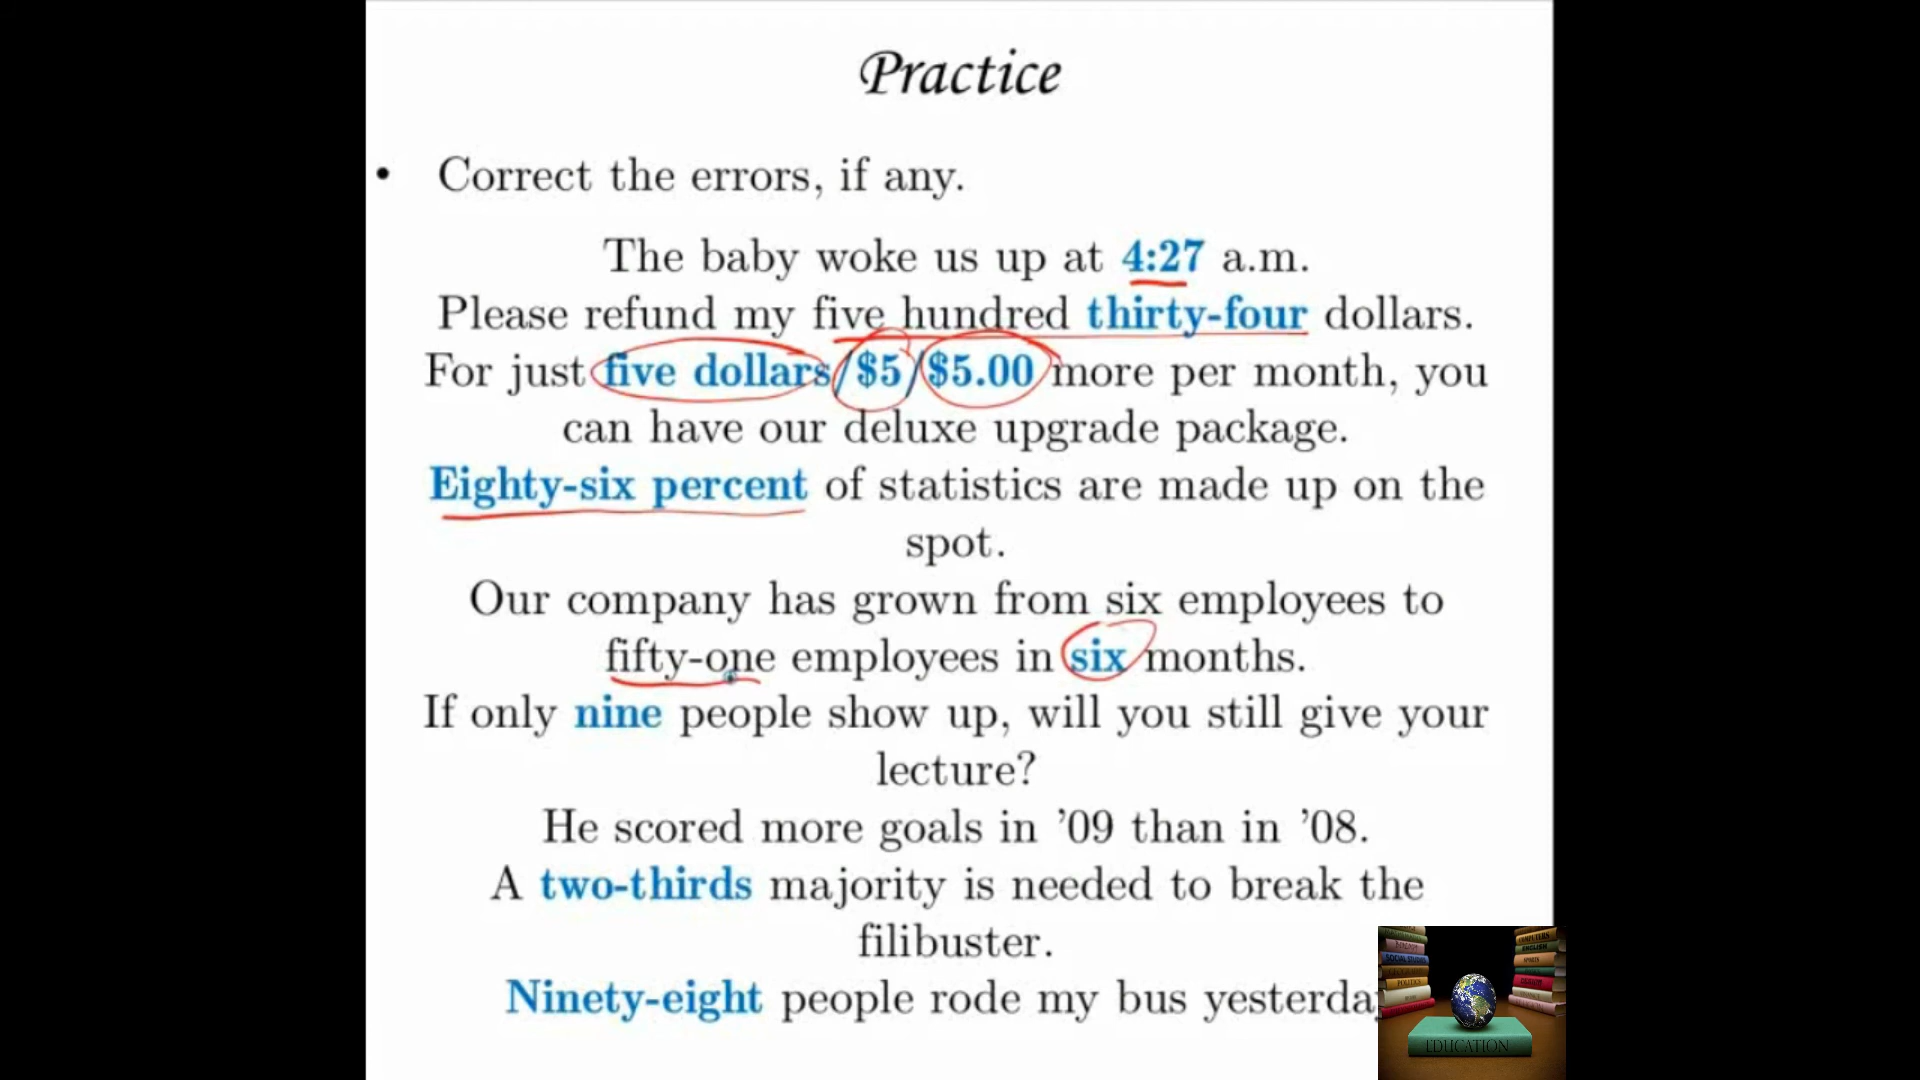 Practice
• Correct the errors, if any.
The baby woke us up at 4:27 a.m.
Please refund my five hundred thirty-four dollars.
For just five dollars/$5/$5.00 more per month, you
can have our deluxe upgrade package.
Eighty-six percent of statistics are made up on the
spot.
Our company has grown from six employees to
fifty-one employees in six months.
If only nine people show up, will you still give your
lecture?
He scored more goals in ’09 than in ’08.
A two-thirds majority is needed to break the
filibuster.
Ninety-eight people rode my bus yesterda
COMPUTERS
ENGLISH
SOCIAL STUDIES
POLITICS
EDUCATION